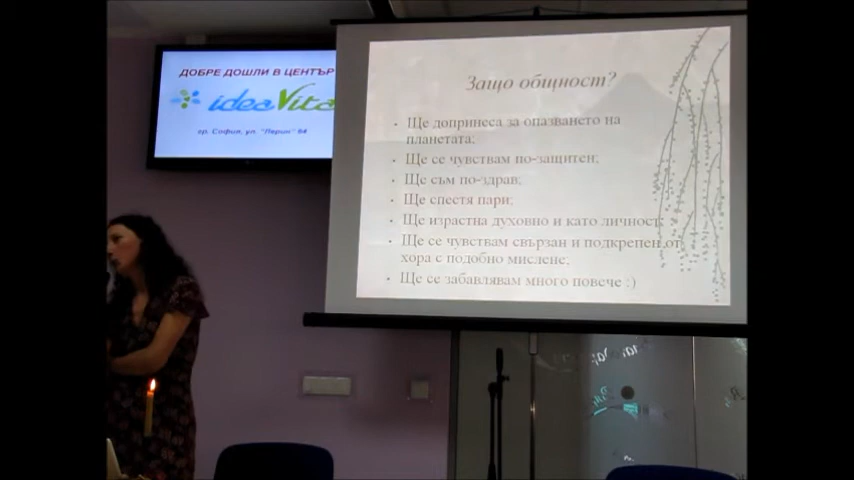 ДОБРЕ ДОШЛИ В ЦЕНТЪР
ideaVita
гр. София, ул. "Лерин" 64
Защо общност?
Ще допринеса за опазването на
планетата;
Ще се чувствам по-защитен;
Ще съм по-здрав;
Ще спестя пари;
Ще израстна духовно и като личност;
Ще се чувствам свързан и подкрепен от
хора с подобно мислене;
Ще се забавлявам много повече :)